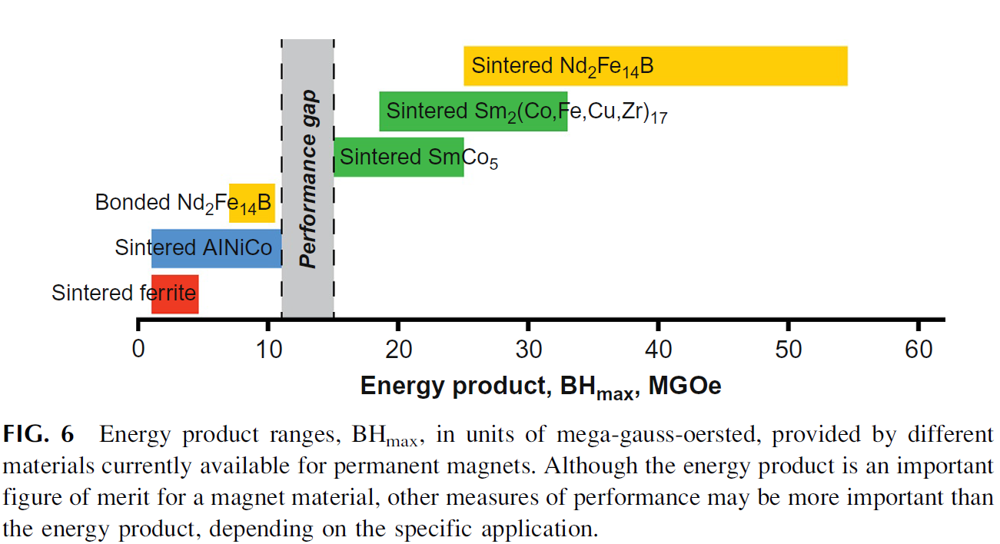 Sintered Nd₂Fe₁₄B
Sintered Sm₂(Co,Fe,Cu,Zr)₁₇
Sintered SmCo₅
Performance gap
Bonded Nd₂Fe₁₄B
Sintered AlNiCo
Sintered ferrite
0 10 20 30 40 50 60
Energy product, BHₘₐₓ, MGOe
FIG. 6 Energy product ranges, BHₘₐₓ, in units of mega-gauss-oersted, provided by different
materials currently available for permanent magnets. Although the energy product is an important
figure of merit for a magnet material, other measures of performance may be more important than
the energy product, depending on the specific application.